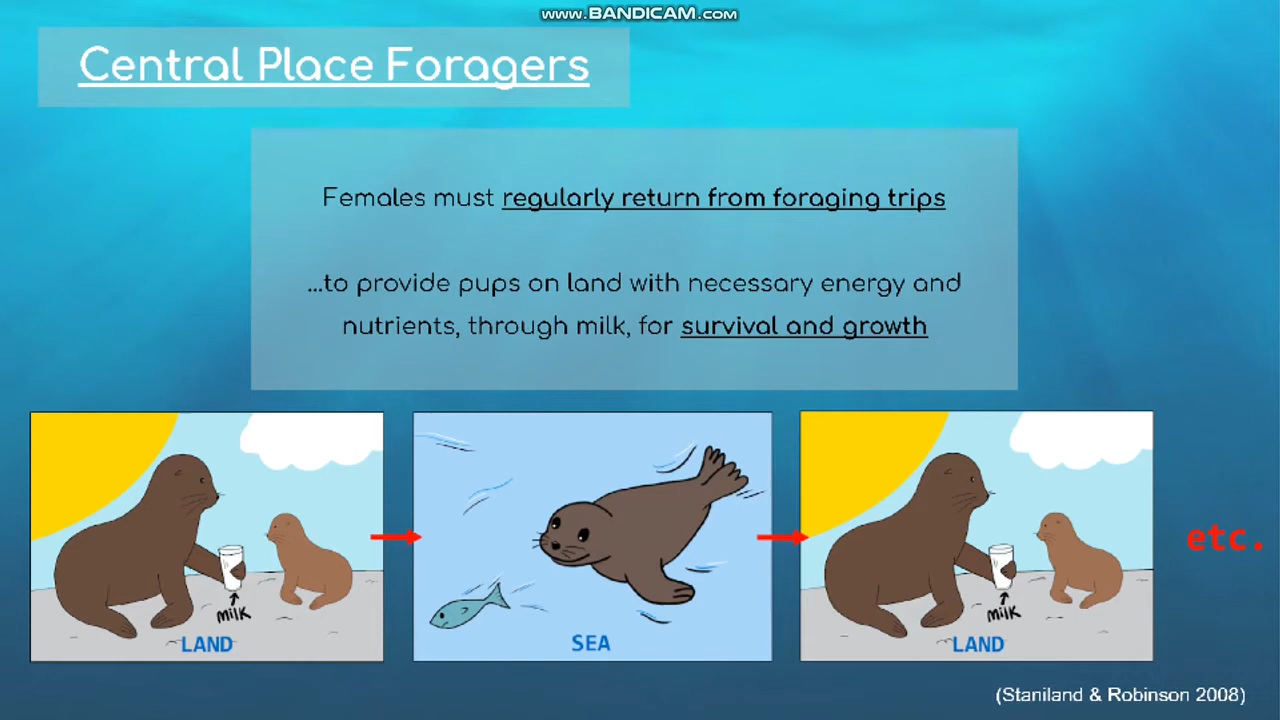 www.BANDICAM.com
Central Place Foragers
Females must regularly return from foraging trips
...to provide pups on land with necessary energy and
nutrients, through milk, for survival and growth
MILK
LAND
SEA
MILK
LAND
etc.
(Staniland & Robinson 2008)